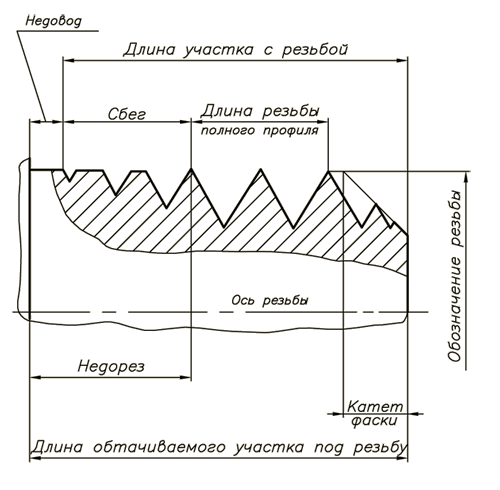 Недовод
Длина участка с резьбой
Сбег
Длина резьбы
полного профиля
Обозначение резьбы
Ось резьбы
Недорез
Катет
фаски
Длина обтачиваемого участка под резьбу